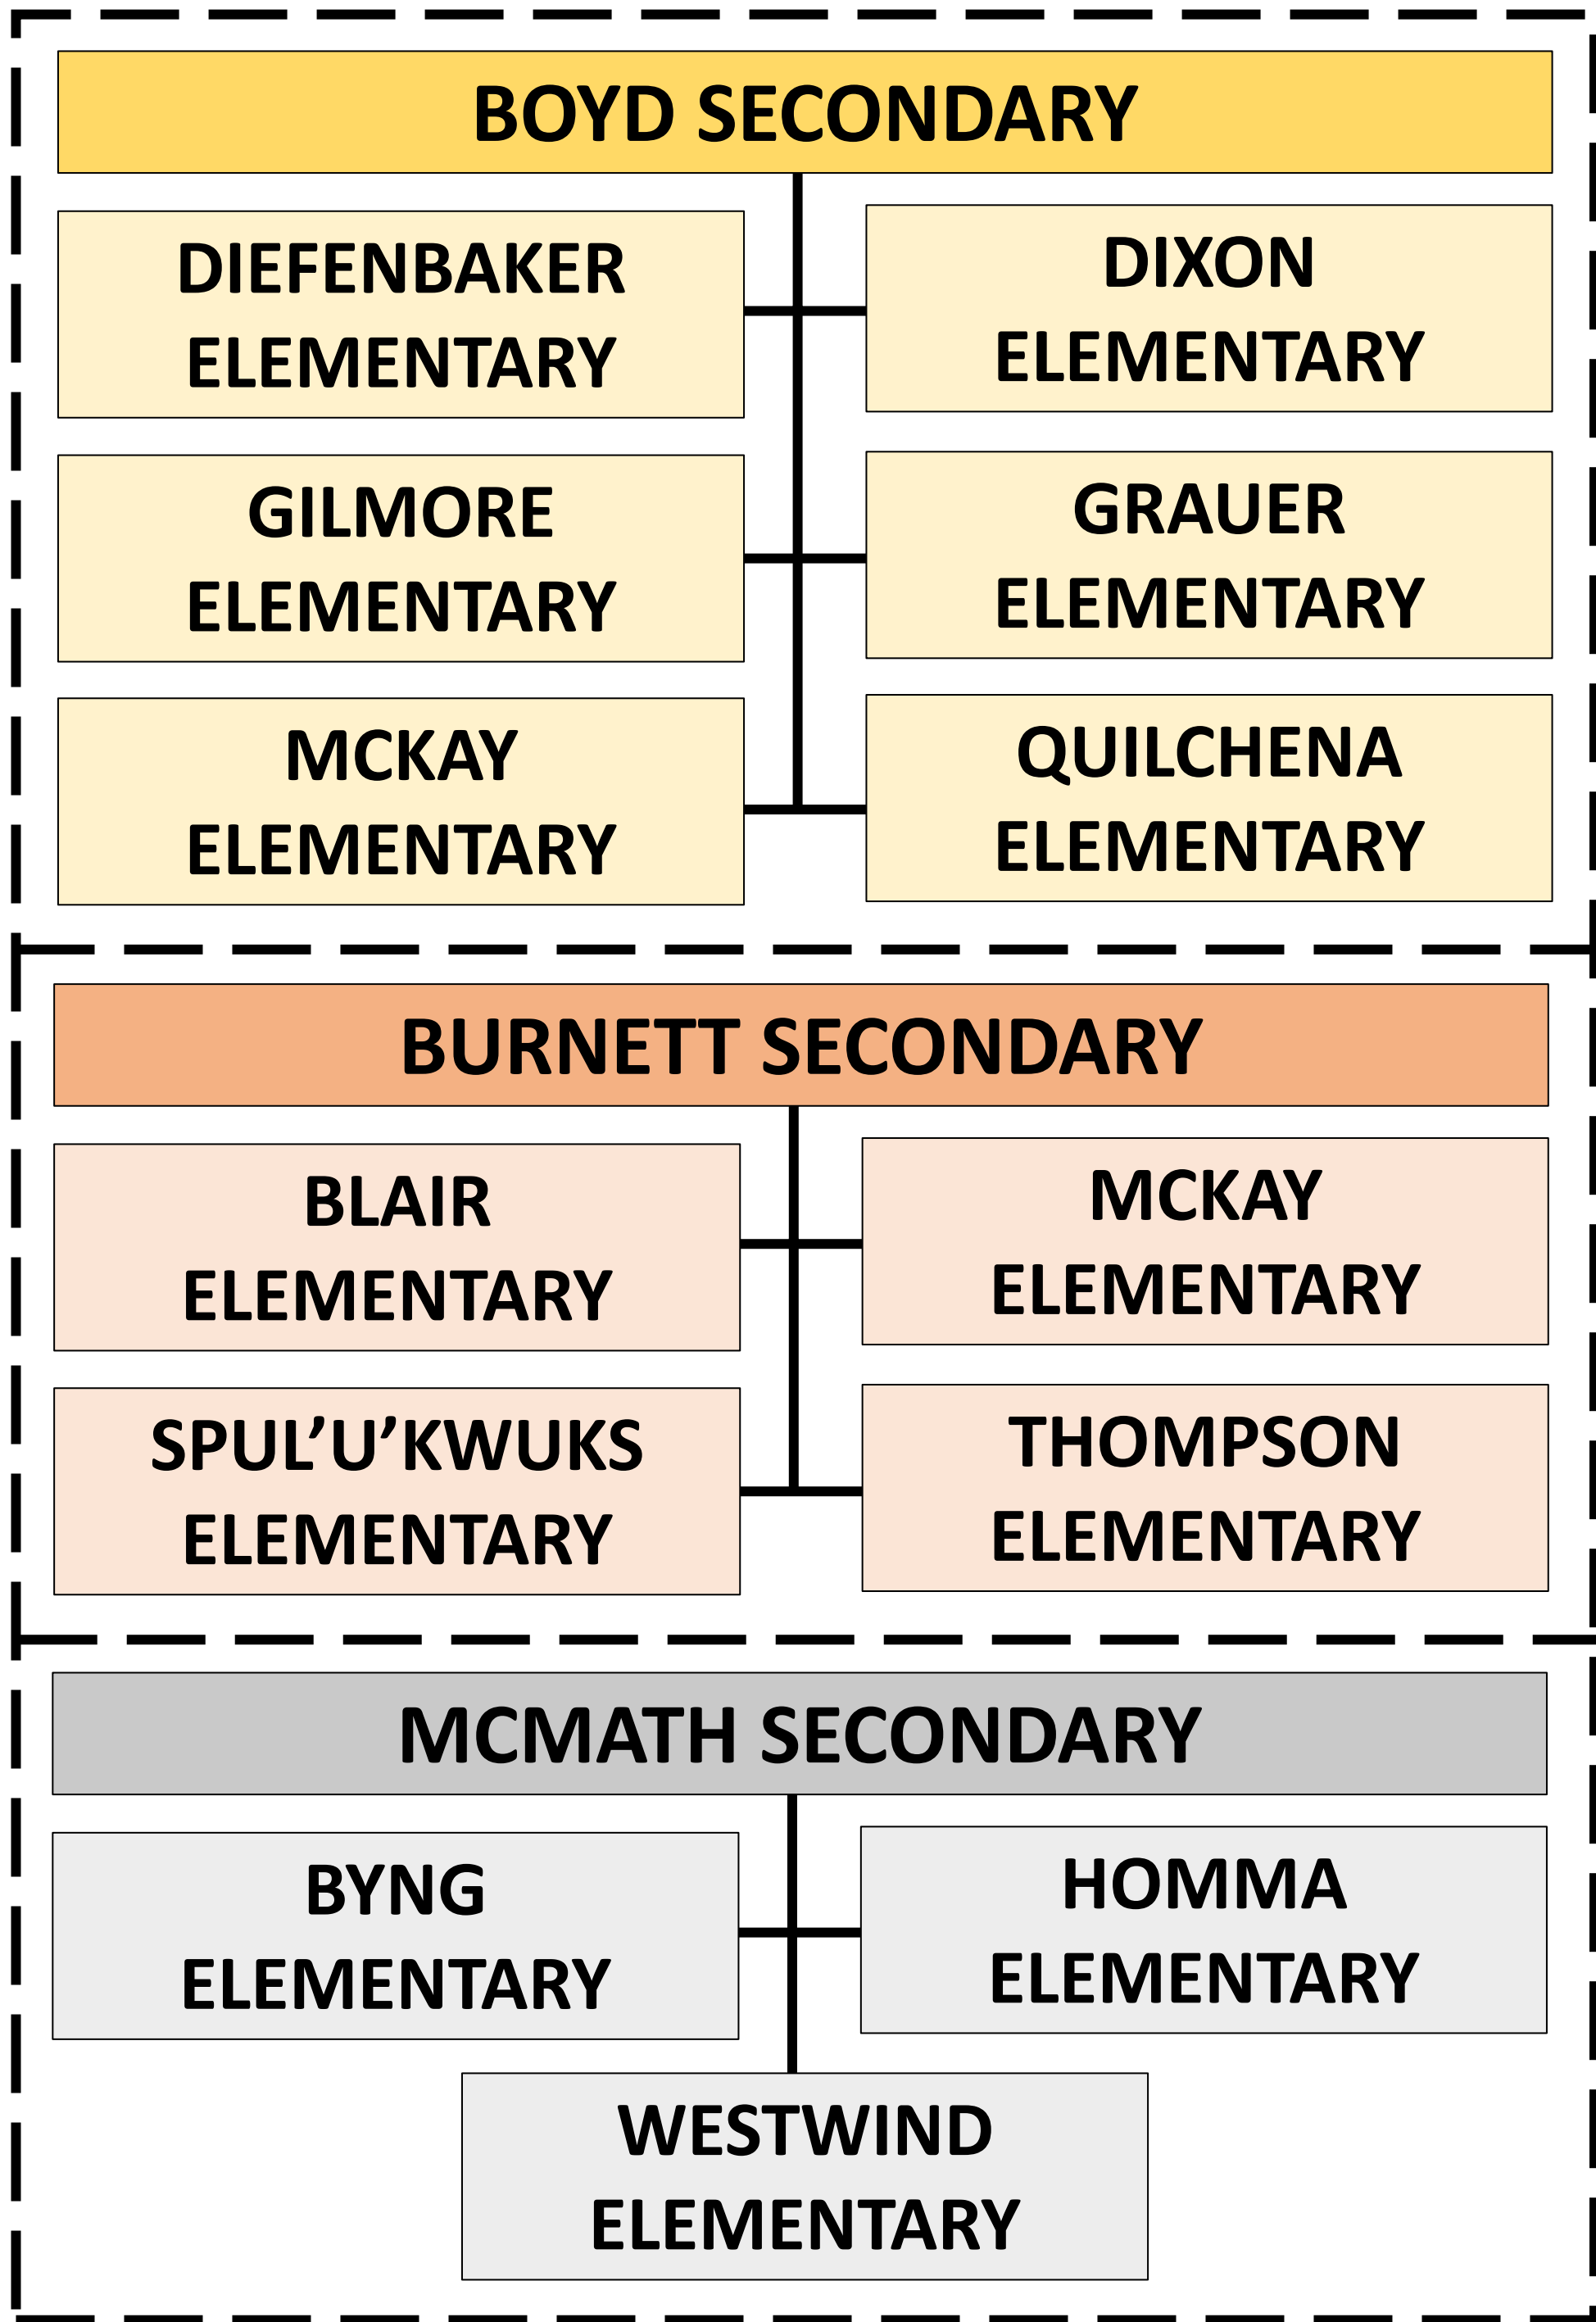 BOYD SECONDARY
DIEFENBAKER
ELEMENTARY
DIXON
ELEMENTARY
GILMORE
ELEMENTARY
GRAUER
ELEMENTARY
MCKAY
ELEMENTARY
QUILCHENA
ELEMENTARY
BURNETT SECONDARY
BLAIR
ELEMENTARY
MCKAY
ELEMENTARY
SPUL’U’KWUKS
ELEMENTARY
THOMPSON
ELEMENTARY
MCMATH SECONDARY
BYNG
ELEMENTARY
HOMMA
ELEMENTARY
WESTWIND
ELEMENTARY